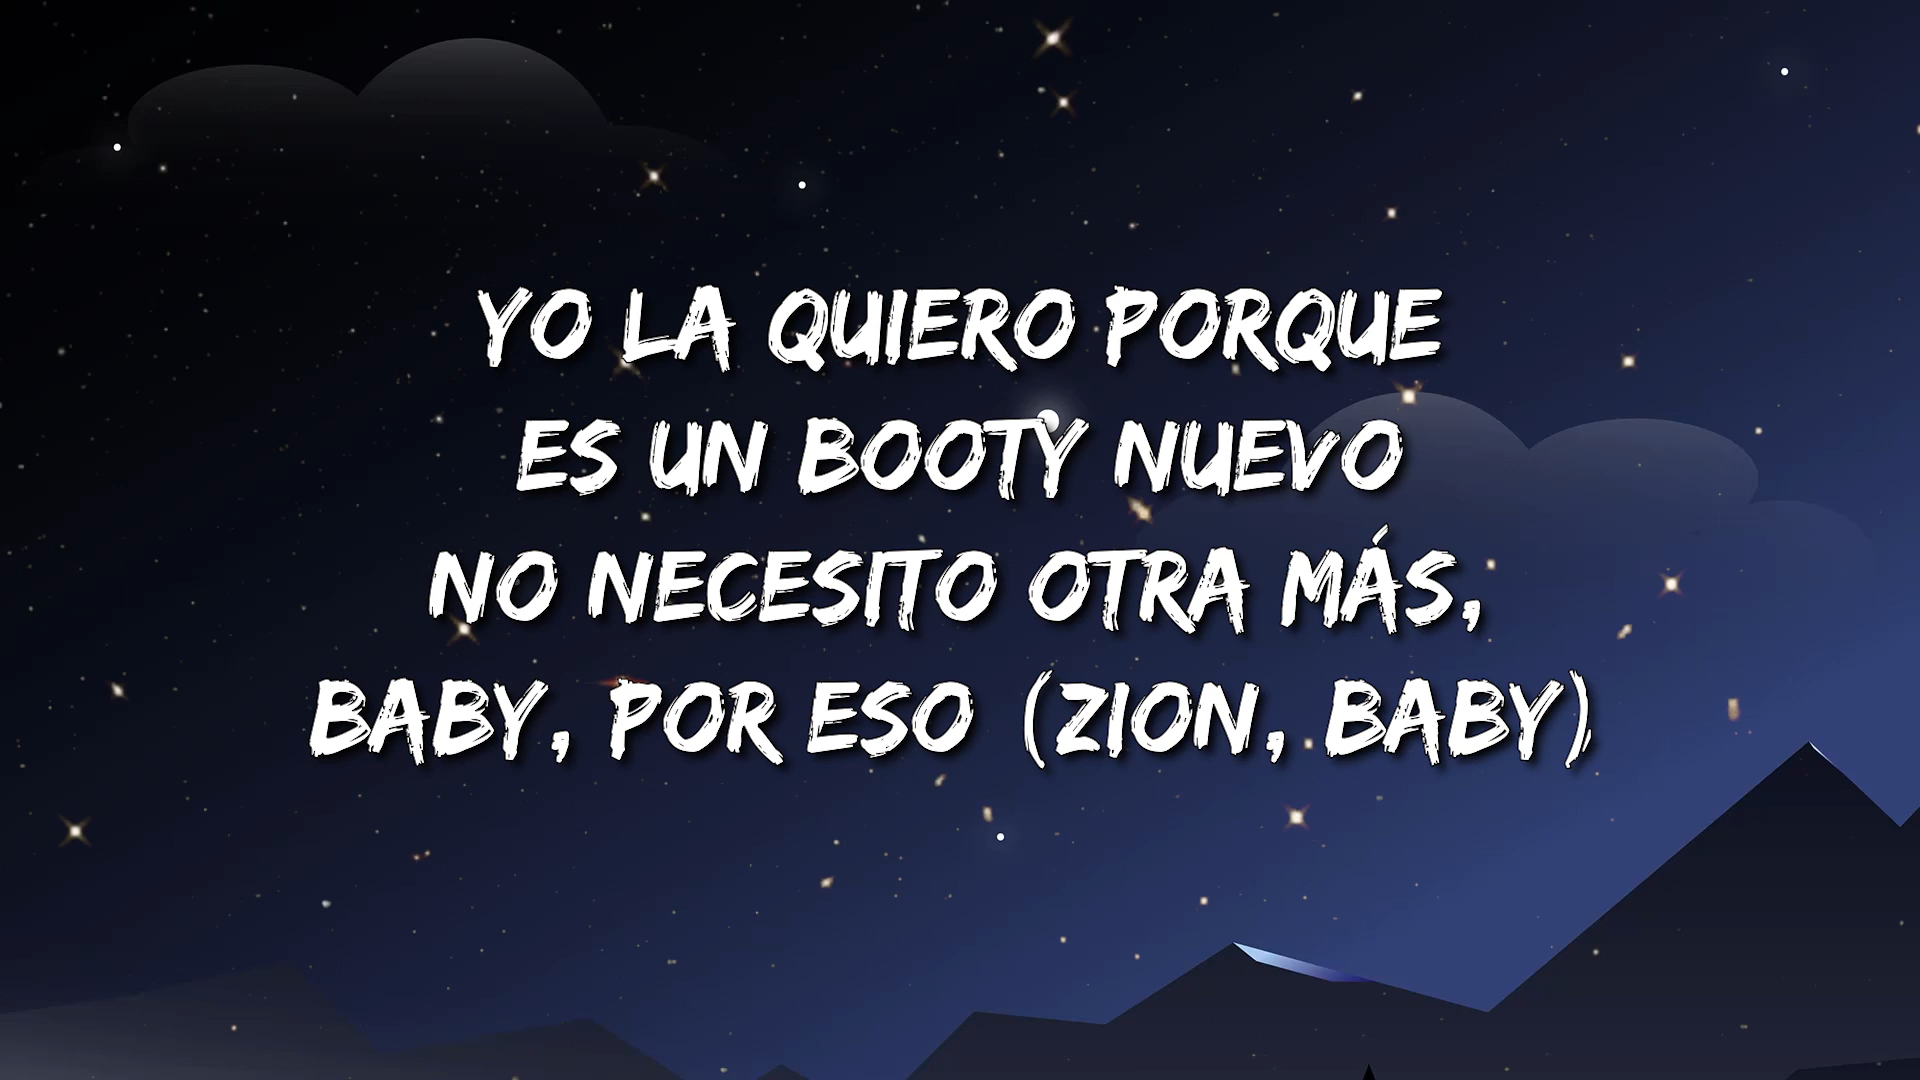 YO LA QUIERO PORQUE
ES UN BOOTY NUEVO
NO NECESITO OTRA MÁS,
BABY, POR ESO (ZION, BABY)